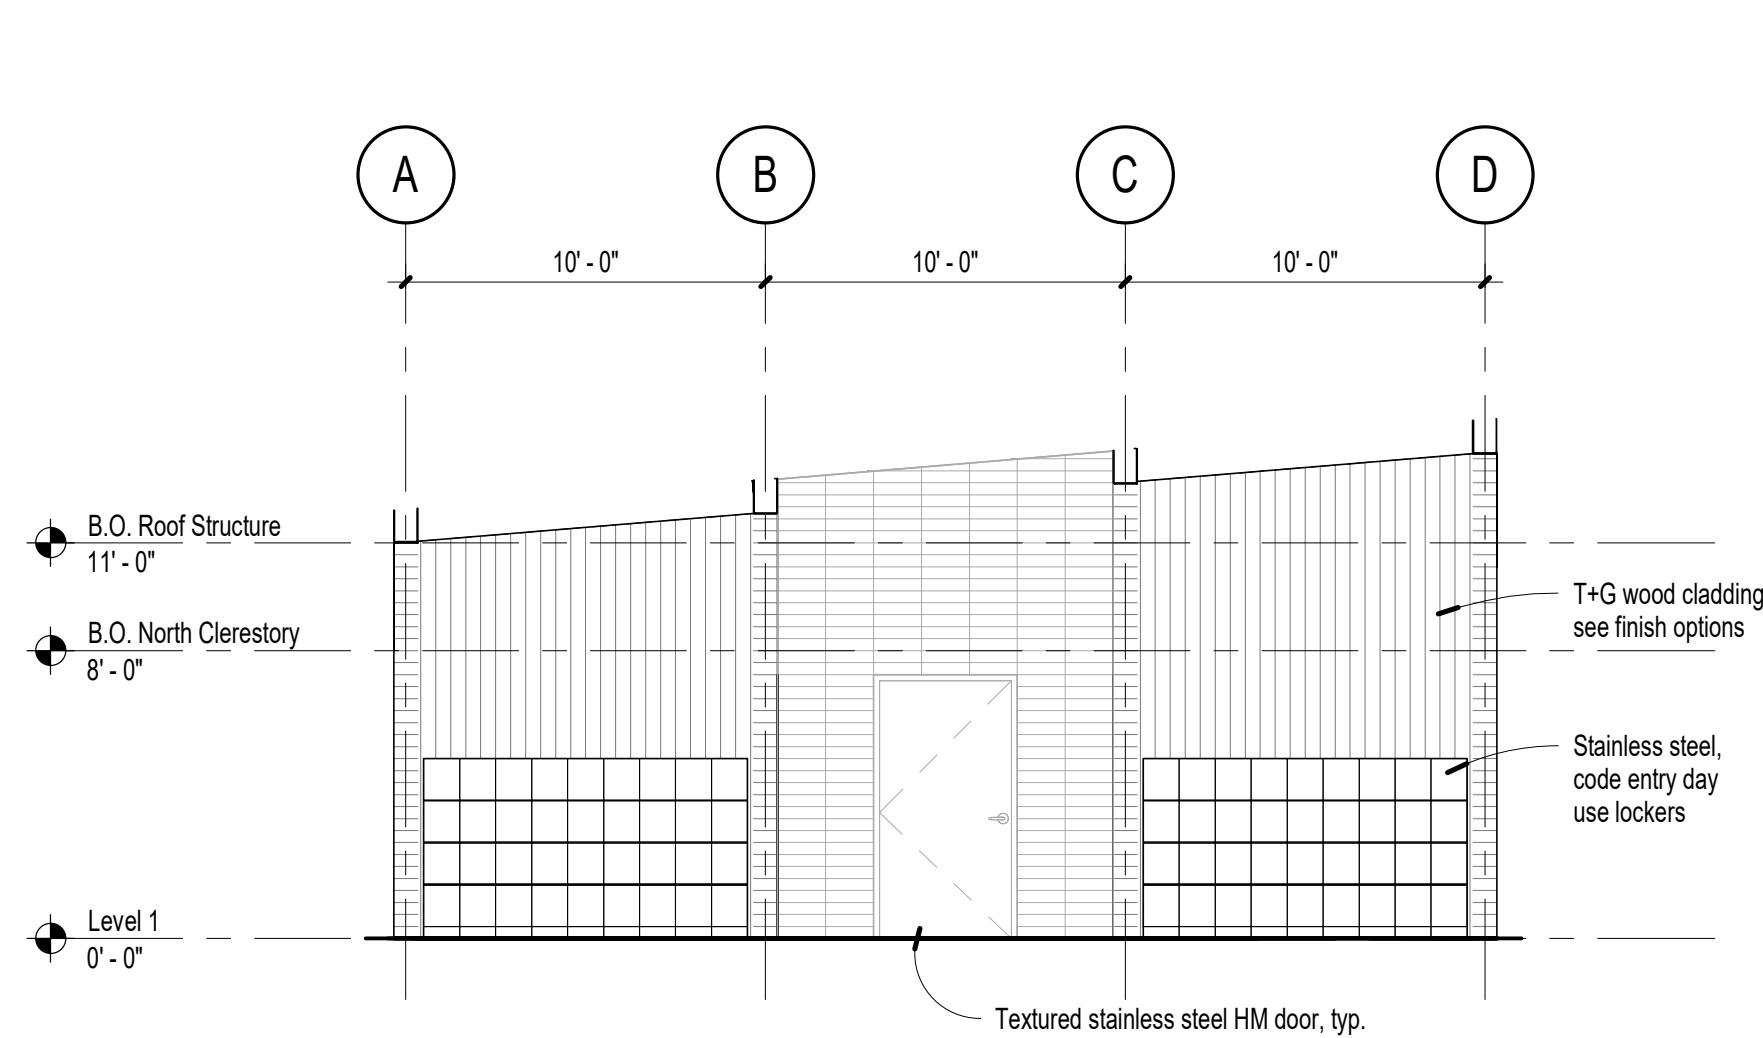 A B C D
10' - 0" 10' - 0" 10' - 0"
B.O. Roof Structure
11' - 0"
B.O. North Clerestory
8' - 0"
T+G wood cladding
see finish options
Stainless steel,
code entry day
use lockers
Level 1
0' - 0"
Textured stainless steel HM door, typ.